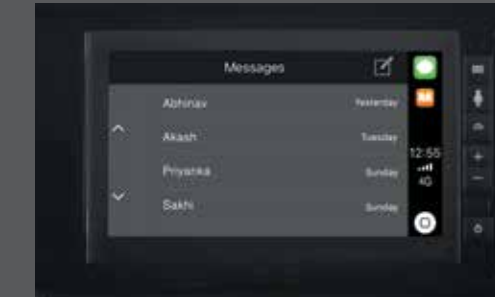 Messages
Abhinav Yesterday
Akash Tuesday
Priyanka Sunday
Sakhi Sunday
12:55
4G